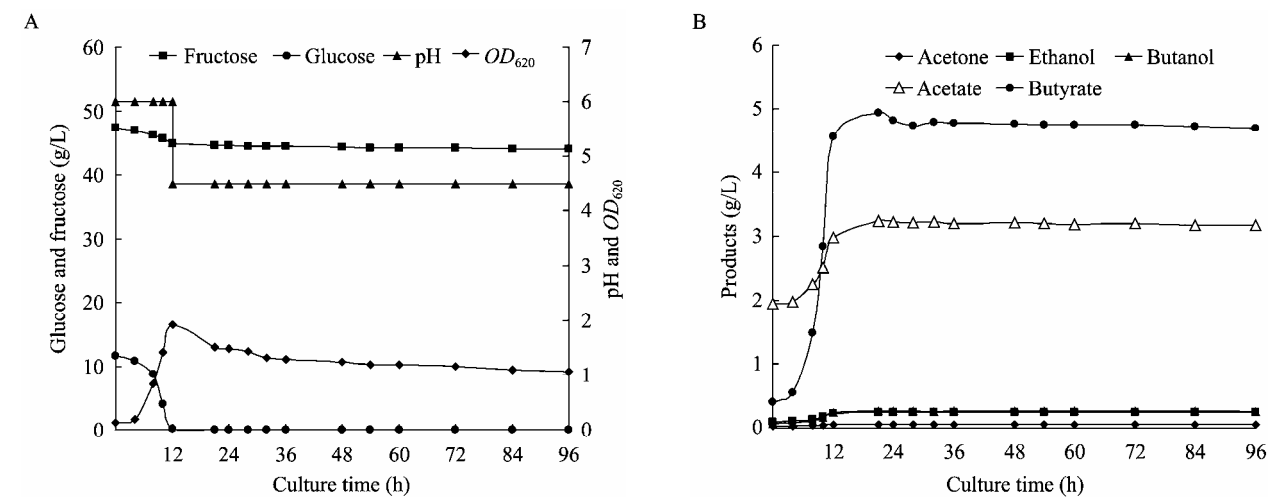 A
Fructose Glucose pH OD620
60
50
40
30
20
10
0
Glucose and fructose (g/L)
7
6
5
4
3
2
1
0
pH and OD620
12 24 36 48 60 72 84 96
Culture time (h)
B
Acetone Ethanol Butanol
Acetate Butyrate
6
5
4
3
2
1
0
Products (g/L)
12 24 36 48 60 72 84 96
Culture time (h)